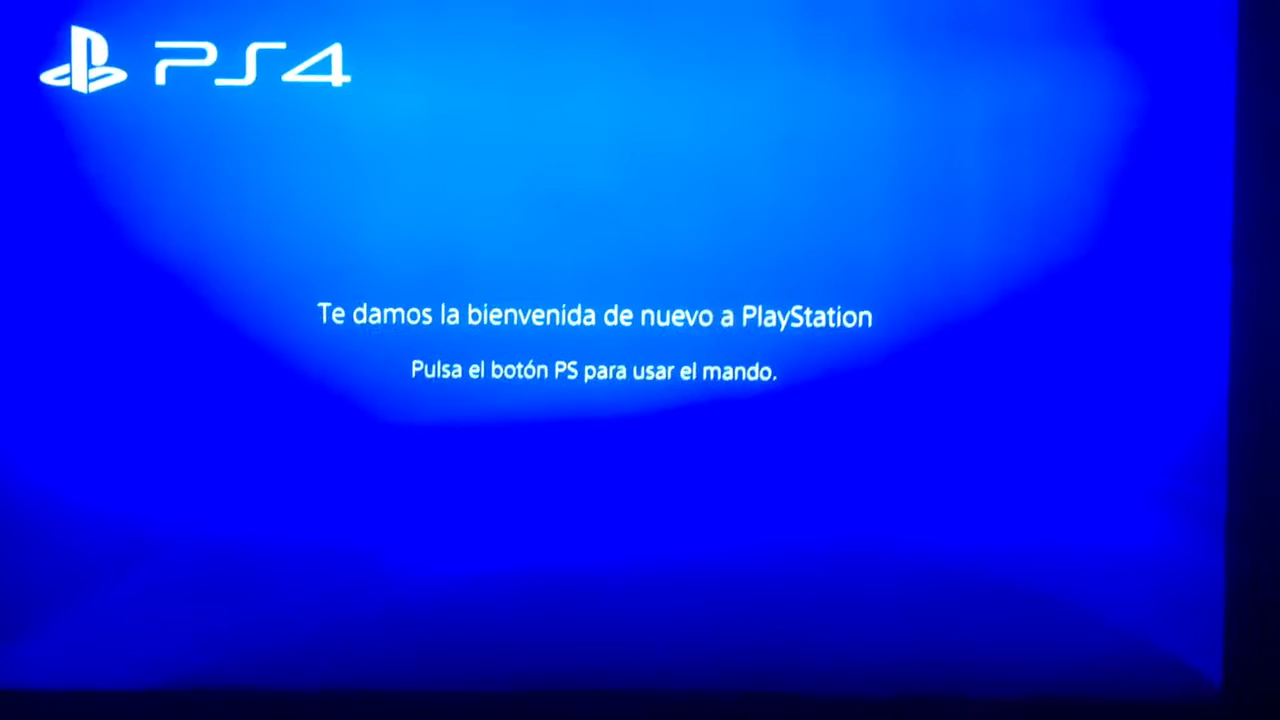 PS4
Te damos la bienvenida de nuevo a PlayStation
Pulsa el botón PS para usar el mando.